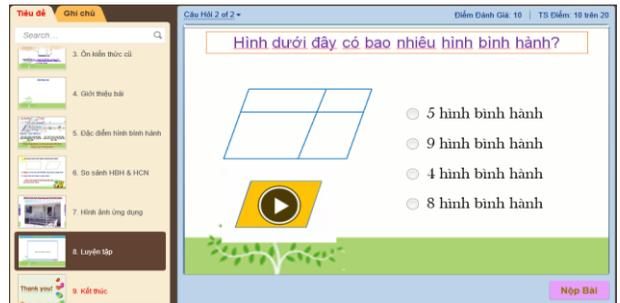 Tiêu đề
Ghi chú
Search...
3. Ôn kiến thức cũ
4. Giới thiệu bài
5. Đặc điểm hình bình hành
6. So sánh HBH & HCN
7. Hình ảnh ứng dụng
8. Luyện tập
Thank you!
9. Kết thúc
Câu Hỏi 2 of 2
Điểm Đánh Giá: 10 | TS Điểm: 10 trên 20
Hình dưới đây có bao nhiêu hình bình hành?
5 hình bình hành
9 hình bình hành
4 hình bình hành
8 hình bình hành
Nộp Bài